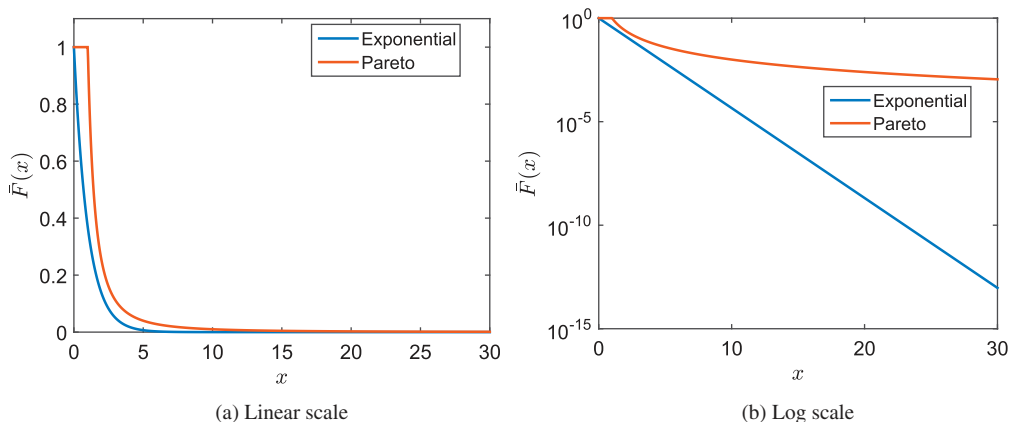 1
0.8
0.6
0.4
0.2
0
F̄(x)
Exponential
Pareto
0 5 10 15 20 25 30
x
(a) Linear scale
10^0
10^-5
10^-10
10^-15
F̄(x)
Exponential
Pareto
0 10 20 30
x
(b) Log scale